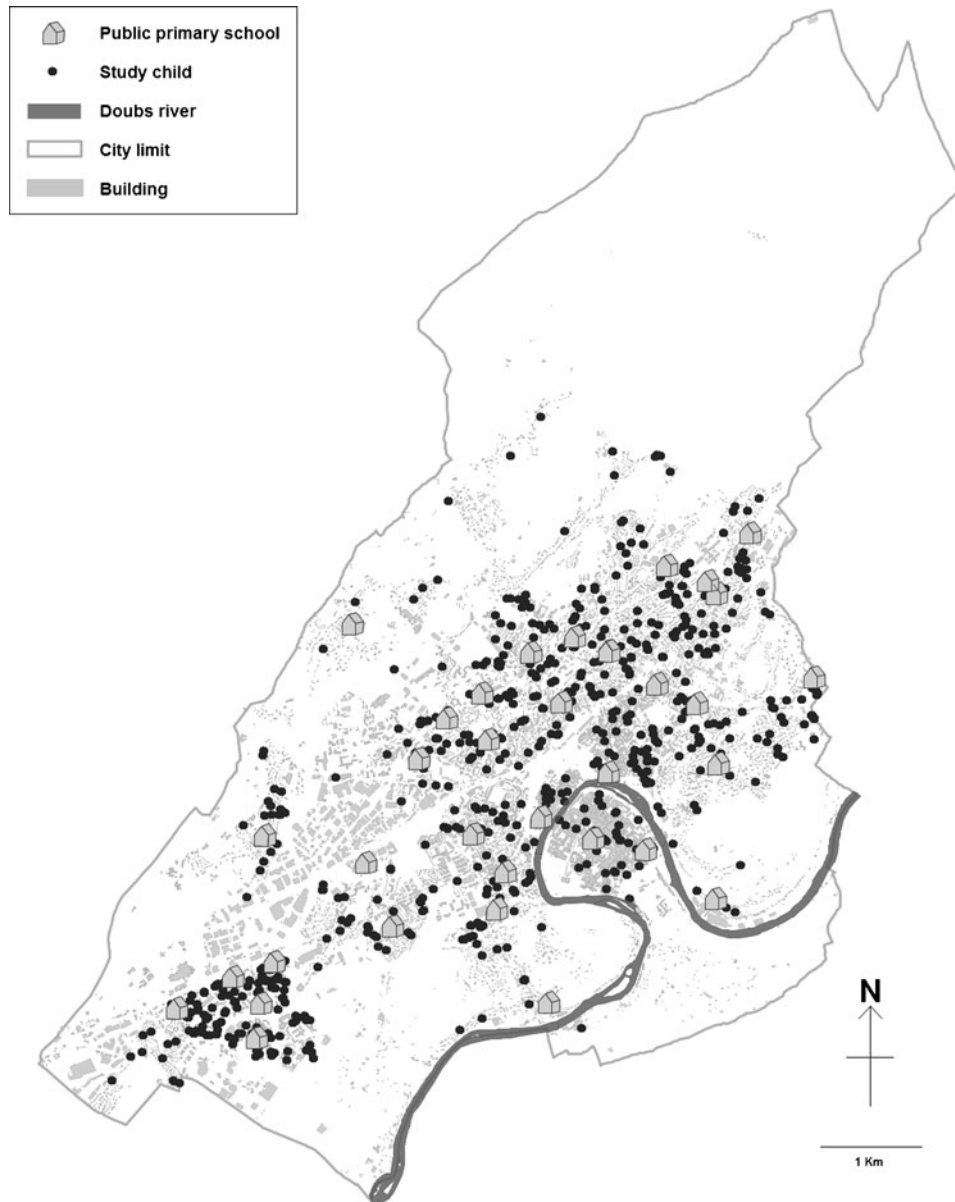 Public primary school
Study child
Doubs river
City limit
Building
N
1 Km